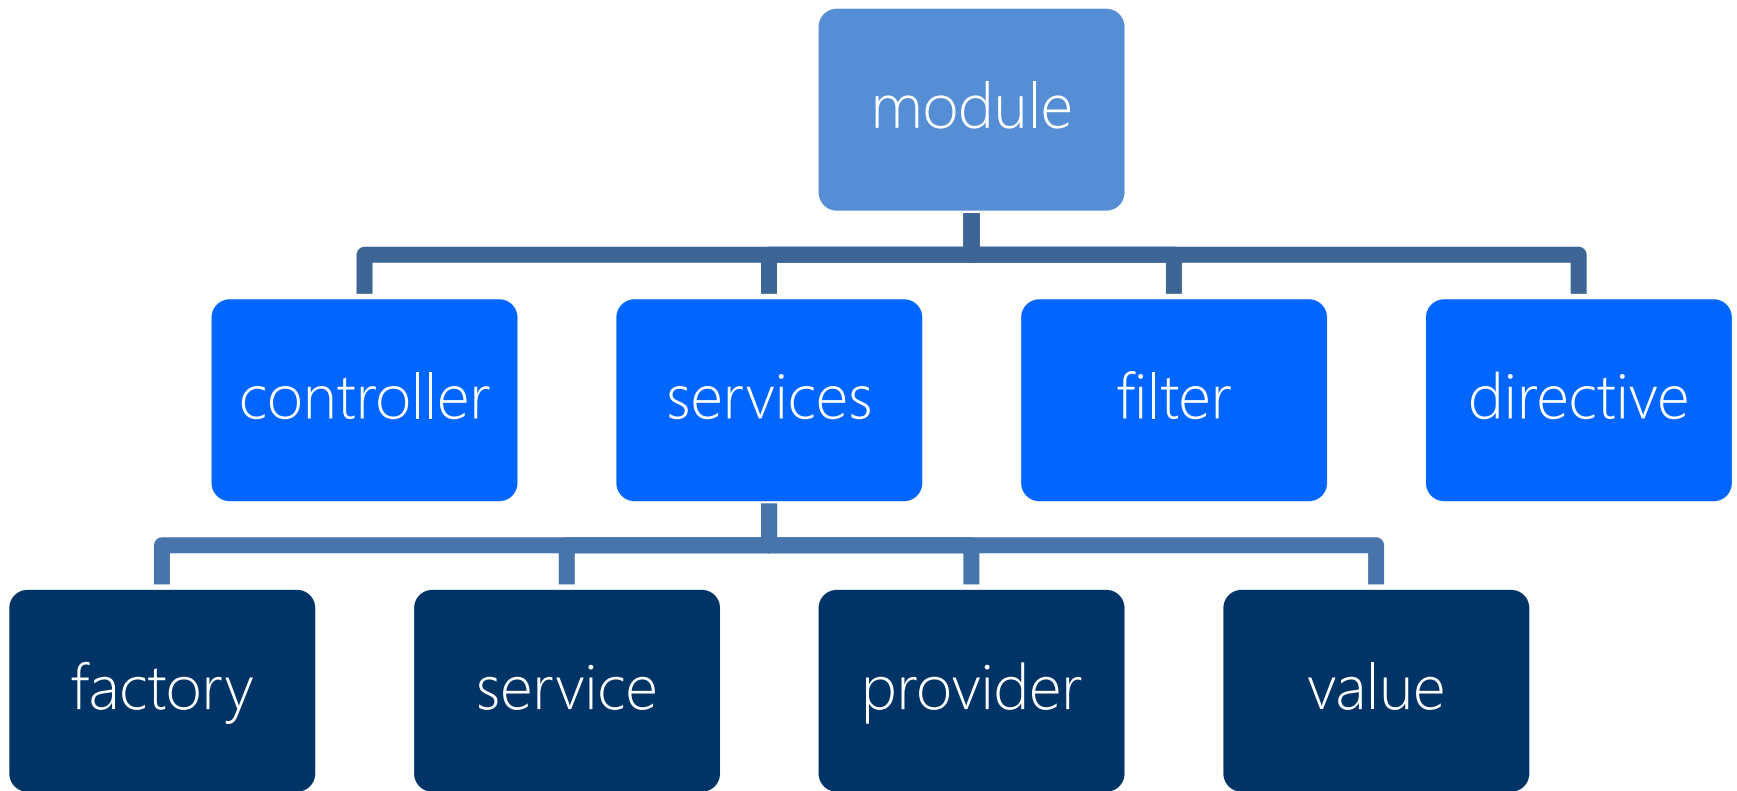 module
controller
services
filter
directive
factory
service
provider
value